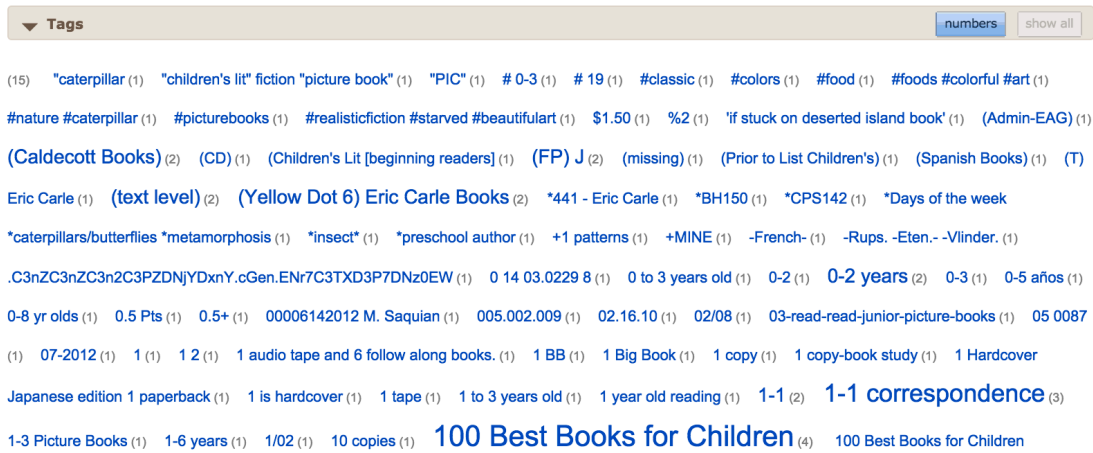 Tags numbers show all
(15) "caterpillar (1) "children's lit" fiction "picture book" (1) "PIC" (1) # 0-3 (1) # 19 (1) #classic (1) #colors (1) #food (1) #foods #colorful #art (1)
#nature #caterpillar (1) #picturebooks (1) #realisticfiction #starved #beautifulart (1) $1.50 (1) %2 (1) 'if stuck on deserted island book' (1) (Admin-EAG) (1)
(Caldecott Books) (2) (CD) (1) (Children's Lit [beginning readers] (1) (FP) J (2) (missing) (1) (Prior to List Children's) (1) (Spanish Books) (1) (T)
Eric Carle (1) (text level) (2) (Yellow Dot 6) Eric Carle Books (2) *441 - Eric Carle (1) *BH150 (1) *CPS142 (1) *Days of the week
*caterpillars/butterflies *metamorphosis (1) *insect* (1) *preschool author (1) +1 patterns (1) +MINE (1) -French- (1) -Rups. -Eten.- -Vlinder. (1)
.C3nZC3nZC3n2C3PZDNjYDxnY.cGen.ENr7C3TXD3P7DNz0EW (1) 0 14 03.0229 8 (1) 0 to 3 years old (1) 0-2 (1) 0-2 years (2) 0-3 (1) 0-5 años (1)
0-8 yr olds (1) 0.5 Pts (1) 0.5+ (1) 00006142012 M. Saquian (1) 005.002.009 (1) 02.16.10 (1) 02/08 (1) 03-read-read-junior-picture-books (1) 05 0087
(1) 07-2012 (1) 1 (1) 1 2 (1) 1 audio tape and 6 follow along books. (1) 1 BB (1) 1 Big Book (1) 1 copy (1) 1 copy-book study (1) 1 Hardcover
Japanese edition 1 paperback (1) 1 is hardcover (1) 1 tape (1) 1 to 3 years old (1) 1 year old reading (1) 1-1 (2) 1-1 correspondence (3)
1-3 Picture Books (1) 1-6 years (1) 1/02 (1) 10 copies (1) 100 Best Books for Children (4) 100 Best Books for Children